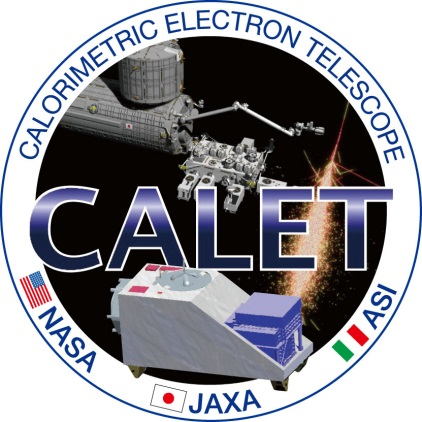 CALORIMETRIC ELECTRON TELESCOPE
CALET
NASA
JAXA
ASI